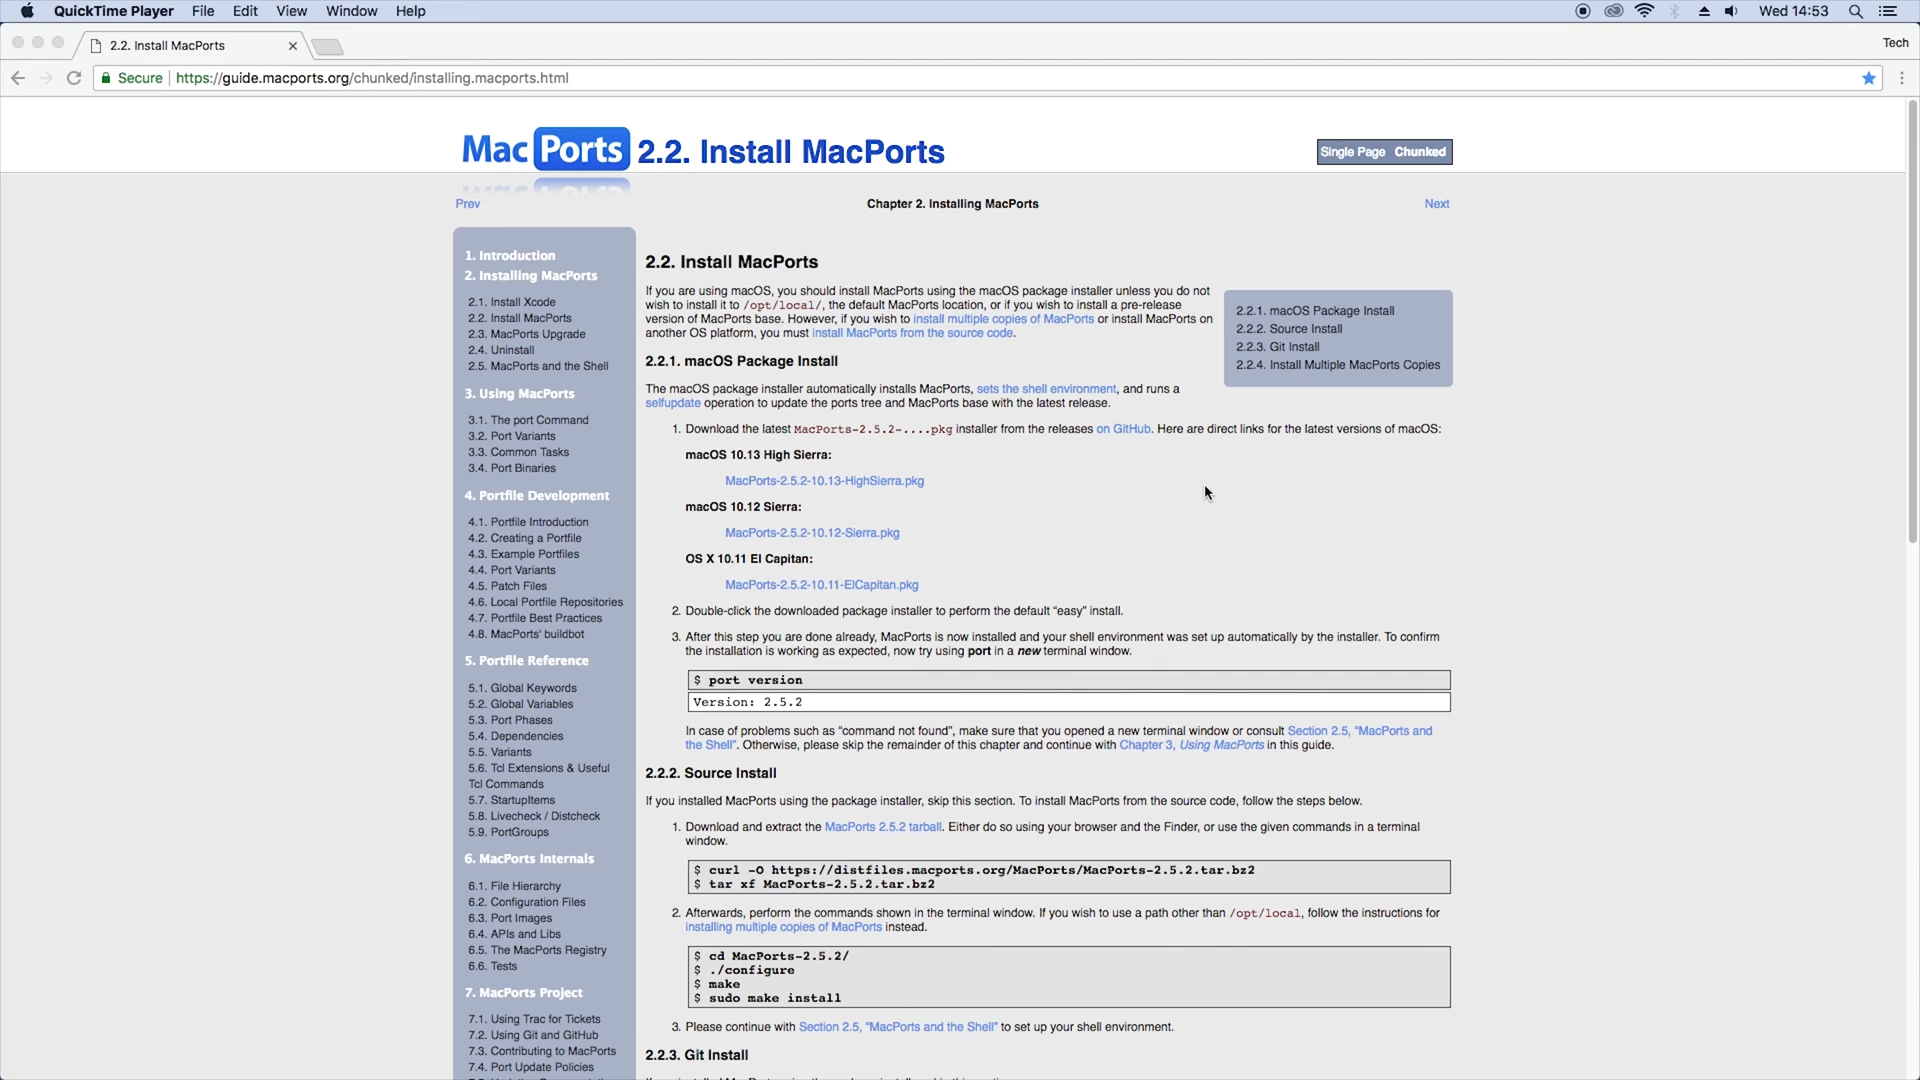 QuickTime Player File Edit View Window Help Wed 14:53
2.2. Install MacPorts Tech
Secure https://guide.macports.org/chunked/installing.macports.html
Mac Ports 2.2. Install MacPorts Single Page Chunked
Prev Chapter 2. Installing MacPorts Next
1. Introduction
2. Installing MacPorts
2.1. Install Xcode
2.2. Install MacPorts
2.3. MacPorts Upgrade
2.4. Uninstall
2.5. MacPorts and the Shell
3. Using MacPorts
3.1. The port Command
3.2. Port Variants
3.3. Common Tasks
3.4. Port Binaries
4. Portfile Development
4.1. Portfile Introduction
4.2. Creating a Portfile
4.3. Example Portfiles
4.4. Port Variants
4.5. Patch Files
4.6. Local Portfile Repositories
4.7. Portfile Best Practices
4.8. MacPorts' buildbot
5. Portfile Reference
5.1. Global Keywords
5.2. Global Variables
5.3. Port Phases
5.4. Dependencies
5.5. Variants
5.6. Tcl Extensions & Useful
Tcl Commands
5.7. StartupItems
5.8. Livecheck / Distcheck
5.9. PortGroups
6. MacPorts Internals
6.1. File Hierarchy
6.2. Configuration Files
6.3. Port Images
6.4. APIs and Libs
6.5. The MacPorts Registry
6.6. Tests
7. MacPorts Project
7.1. Using Trac for Tickets
7.2. Using Git and GitHub
7.3. Contributing to MacPorts
7.4. Port Update Policies
2.2. Install MacPorts
If you are using macOS, you should install MacPorts using the macOS package installer unless you do not
wish to install it to /opt/local/, the default MacPorts location, or if you wish to install a pre-release
version of MacPorts base. However, if you wish to install multiple copies of MacPorts or install MacPorts on
another OS platform, you must install MacPorts from the source code.
2.2.1. macOS Package Install
2.2.2. Source Install
2.2.3. Git Install
2.2.4. Install Multiple MacPorts Copies
2.2.1. macOS Package Install
The macOS package installer automatically installs MacPorts, sets the shell environment, and runs a
selfupdate operation to update the ports tree and MacPorts base with the latest release.
1. Download the latest MacPorts-2.5.2-....pkg installer from the releases on GitHub. Here are direct links for the latest versions of macOS:
macOS 10.13 High Sierra:
MacPorts-2.5.2-10.13-HighSierra.pkg
macOS 10.12 Sierra:
MacPorts-2.5.2-10.12-Sierra.pkg
OS X 10.11 El Capitan:
MacPorts-2.5.2-10.11-ElCapitan.pkg
2. Double-click the downloaded package installer to perform the default “easy” install.
3. After this step you are done already, MacPorts is now installed and your shell environment was set up automatically by the installer. To confirm
the installation is working as expected, now try using port in a new terminal window.
$ port version
Version: 2.5.2
In case of problems such as “command not found”, make sure that you opened a new terminal window or consult Section 2.5, “MacPorts and
the Shell”. Otherwise, please skip the remainder of this chapter and continue with Chapter 3, Using MacPorts in this guide.
2.2.2. Source Install
If you installed MacPorts using the package installer, skip this section. To install MacPorts from the source code, follow the steps below.
1. Download and extract the MacPorts 2.5.2 tarball. Either do so using your browser and the Finder, or use the given commands in a terminal
window.
$ curl -O https://distfiles.macports.org/MacPorts/MacPorts-2.5.2.tar.bz2
$ tar xf MacPorts-2.5.2.tar.bz2
2. Afterwards, perform the commands shown in the terminal window. If you wish to use a path other than /opt/local, follow the instructions for
installing multiple copies of MacPorts instead.
$ cd MacPorts-2.5.2/
$ ./configure
$ make
$ sudo make install
3. Please continue with Section 2.5, “MacPorts and the Shell” to set up your shell environment.
2.2.3. Git Install